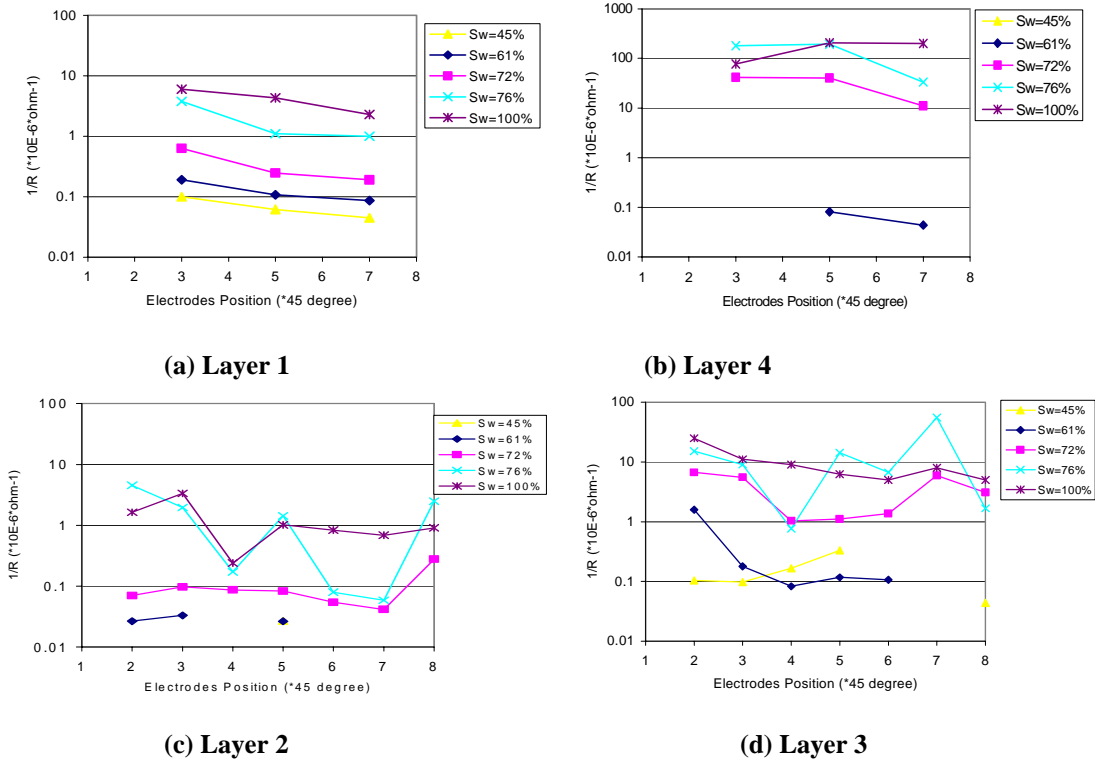 100
10
1
0.1
0.01
1/R (*10E-6*ohm-1)
1 2 3 4 5 6 7 8
Electrodes Position (*45 degree)
Sw=45%
Sw=61%
Sw=72%
Sw=76%
Sw=100%
(a) Layer 1
1000
100
10
1
0.1
0.01
1/R (*10E-6*ohm-1)
1 2 3 4 5 6 7 8
Electrodes Position (*45 degree)
Sw=45%
Sw=61%
Sw=72%
Sw=76%
Sw=100%
(b) Layer 4
100
10
1
0.1
0.01
1/R (*10E-6*ohm-1)
1 2 3 4 5 6 7 8
Electrodes Position (*45 degree)
Sw=45%
Sw=61%
Sw=72%
Sw=76%
Sw=100%
(c) Layer 2
100
10
1
0.1
0.01
1/R (*10E-6*ohm-1)
1 2 3 4 5 6 7 8
Electrodes Position (*45 degree)
Sw=45%
Sw=61%
Sw=72%
Sw=76%
Sw=100%
(d) Layer 3